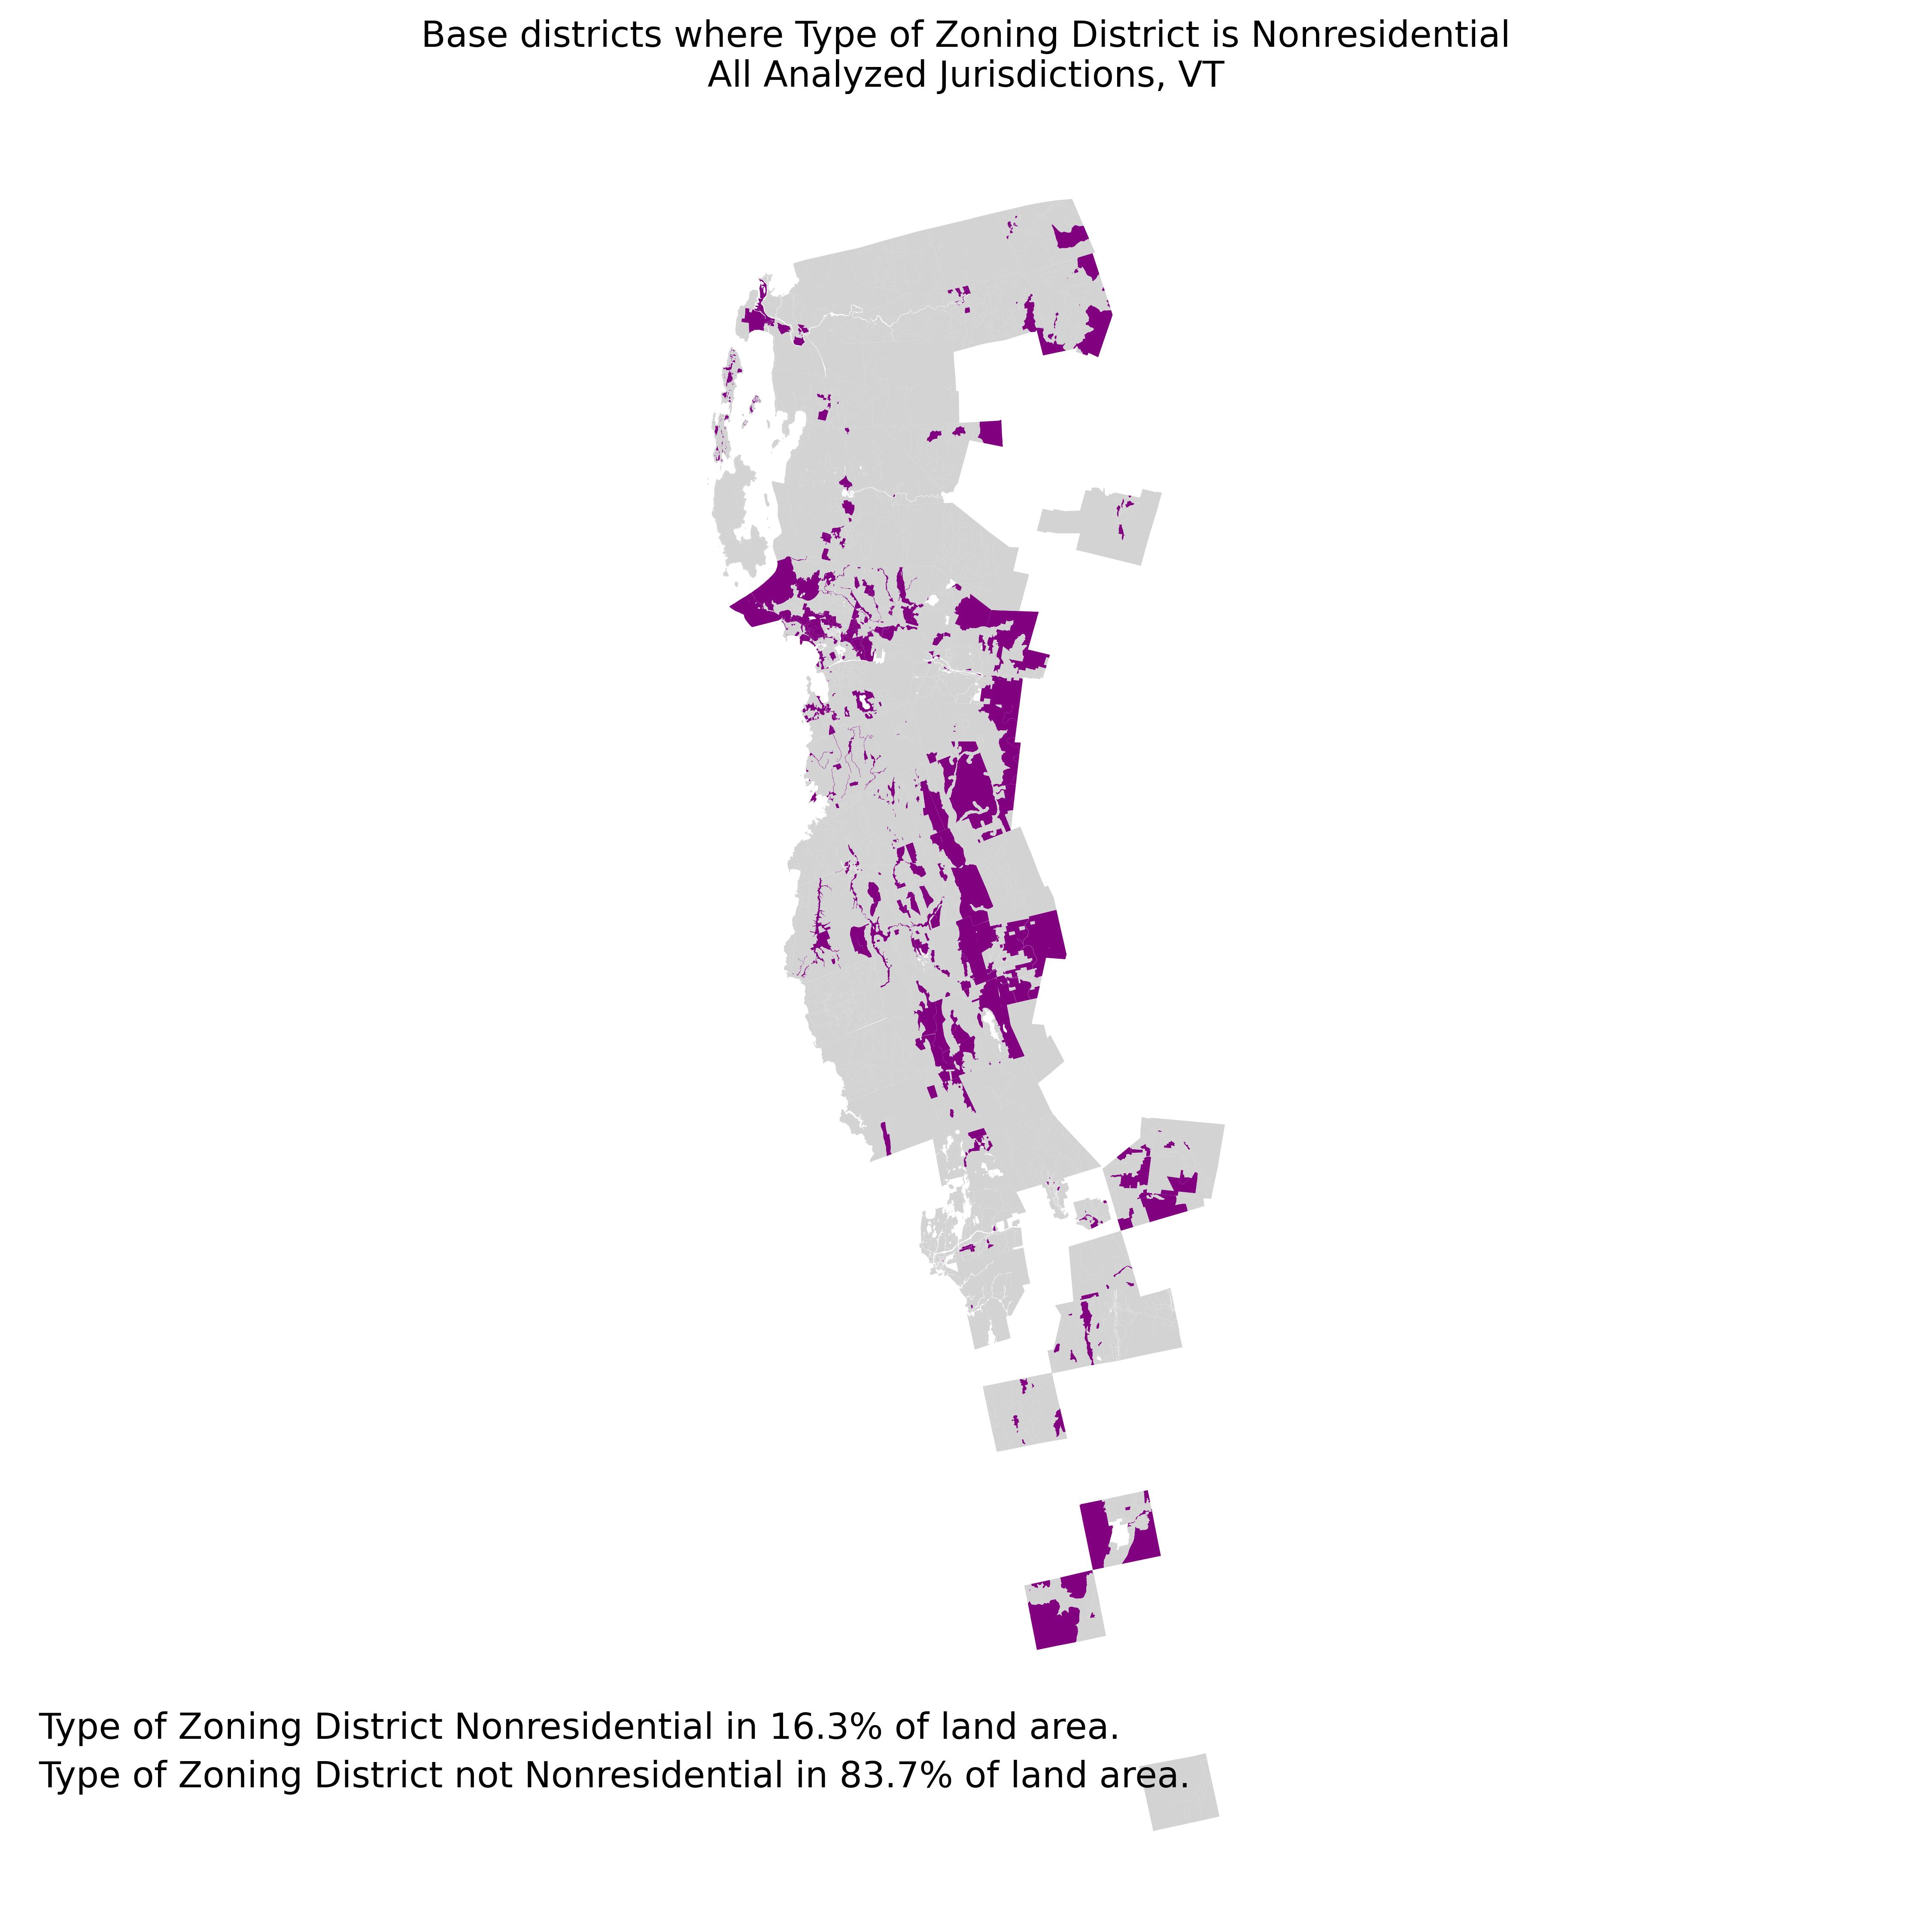 Base districts where Type of Zoning District is Nonresidential
All Analyzed Jurisdictions, VT
Type of Zoning District Nonresidential in 16.3% of land area.
Type of Zoning District not Nonresidential in 83.7% of land area.